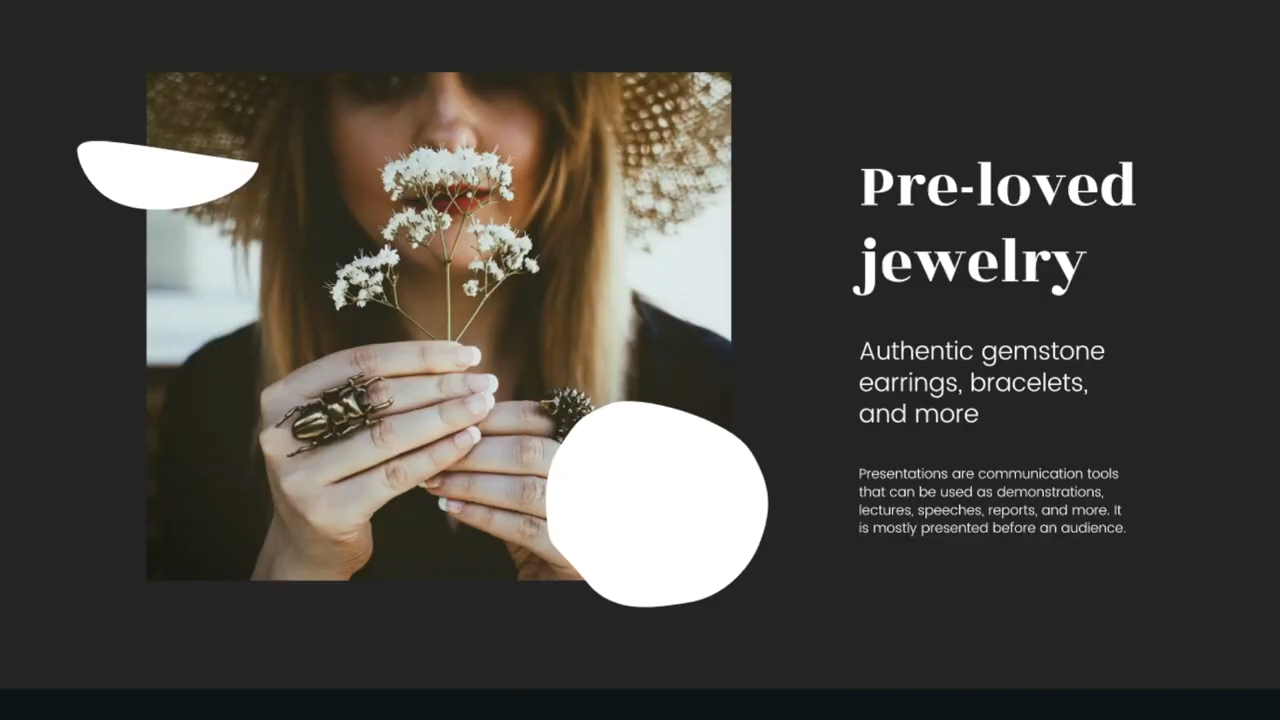 Pre-loved
jewelry
Authentic gemstone
earrings, bracelets,
and more
Presentations are communication tools
that can be used as demonstrations,
lectures, speeches, reports, and more. It
is mostly presented before an audience.